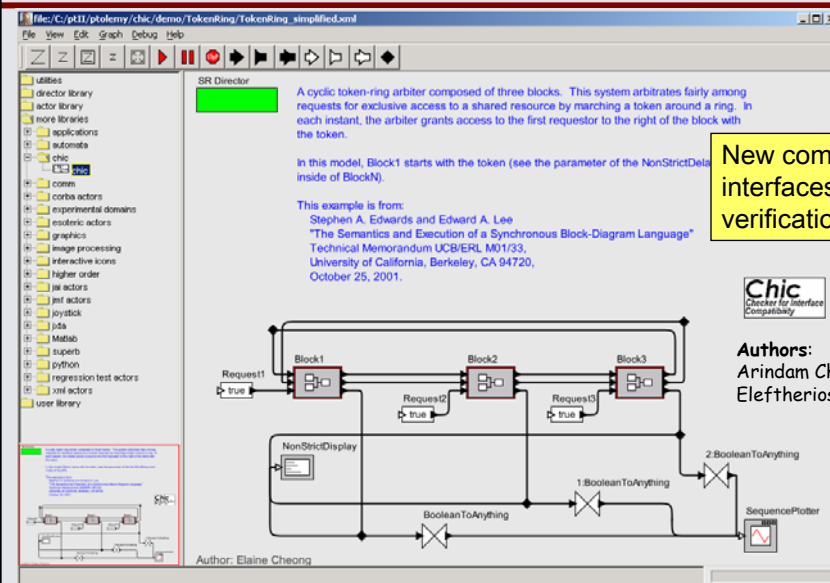 file:/C:/ptII/ptolemy/chic/demo/TokenRing/TokenRing_simplified.xml
File View Edit Graph Debug Help
utilities
director library
actor library
more libraries
applications
automata
chic
chic
comm
corba actors
experimental domains
esoteric actors
graphics
image processing
interactive icons
higher order
jai actors
jmf actors
joystick
jxta
Matlab
superb
python
regression test actors
xml actors
user library
SR Director
A cyclic token-ring arbiter composed of three blocks. This system arbitrates fairly among
requests for exclusive access to a shared resource by marching a token around a ring. In
each instant, the arbiter grants access to the first requestor to the right of the block with
the token.
In this model, Block1 starts with the token (see the parameter of the NonStrictDela
inside of BlockN).
This example is from:
Stephen A. Edwards and Edward A. Lee
"The Semantics and Execution of a Synchronous Block-Diagram Language"
Technical Memorandum UCB/ERL M01/33,
University of California, Berkeley, CA 94720,
October 25, 2001.
New com
interfaces
verificatio
Chic
Checker for Interface
Compatibility
Authors:
Arindam Ch
Eleftherios
Block1
Block2
Block3
Request1
true
Request2
true
Request3
true
NonStrictDisplay
2:BooleanToAnything
1:BooleanToAnything
BooleanToAnything
SequencePlotter
Author: Elaine Cheong